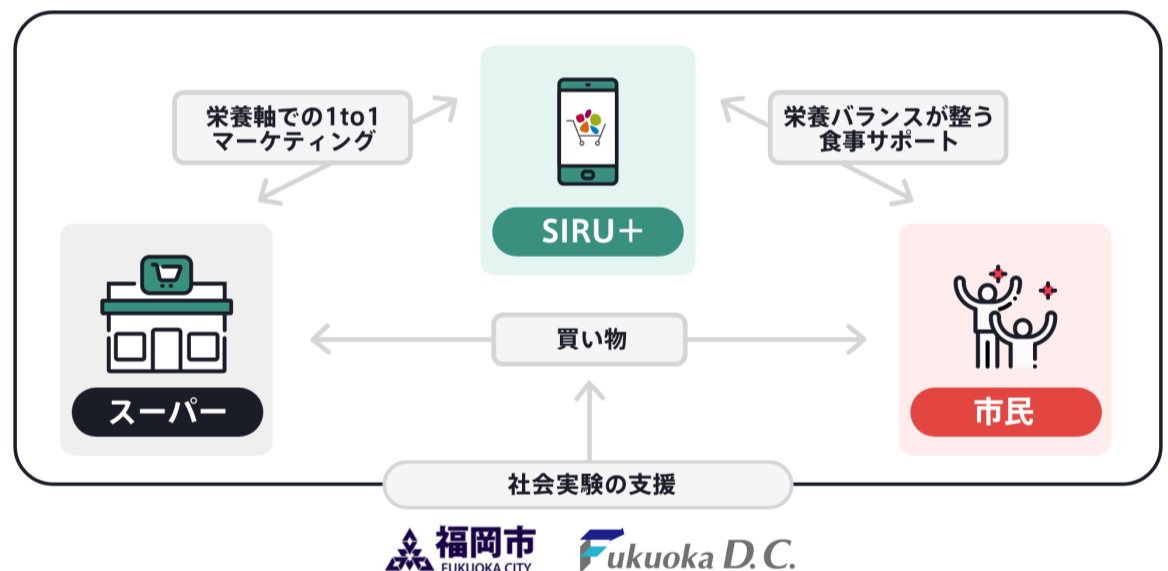 栄養軸での1to1
マーケティング
栄養バランスが整う
食事サポート
SIRU＋
買い物
スーパー
市民
社会実験の支援
福岡市
FUKUOKA CITY
Fukuoka D.C.